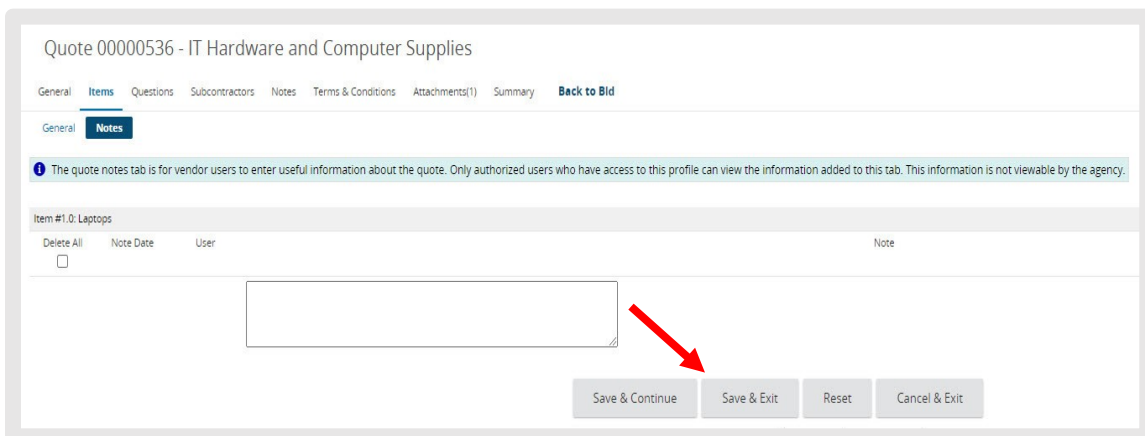 Quote 00000536 - IT Hardware and Computer Supplies
General Items Questions Subcontractors Notes Terms & Conditions Attachments(1) Summary Back to Bid
General Notes
The quote notes tab is for vendor users to enter useful information about the quote. Only authorized users who have access to this profile can view the information added to this tab. This information is not viewable by the agency.
Item #1.0: Laptops
Delete All Note Date User Note
Save & Continue Save & Exit Reset Cancel & Exit